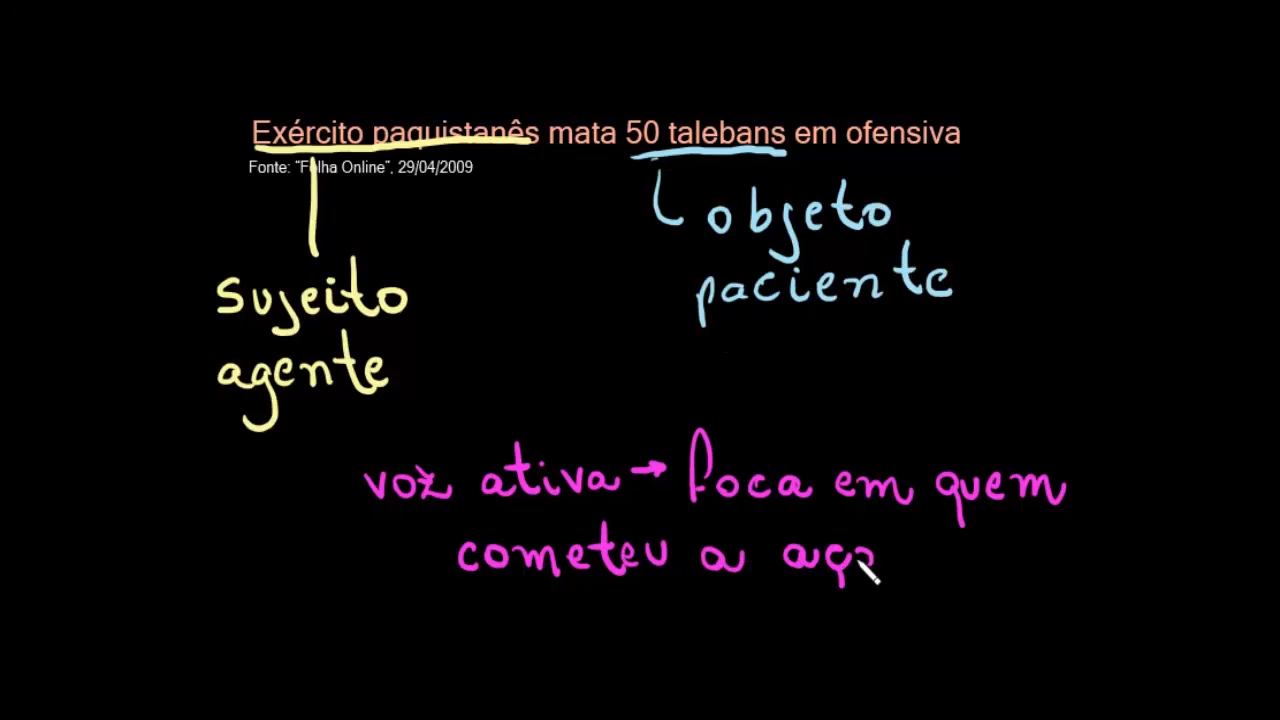 Exército paquistanês mata 50 talebans em ofensiva
Fonte: "Folha Online", 29/04/2009
objeto
paciente
sujeito
agente
voz ativa → foca em quem
cometeu a